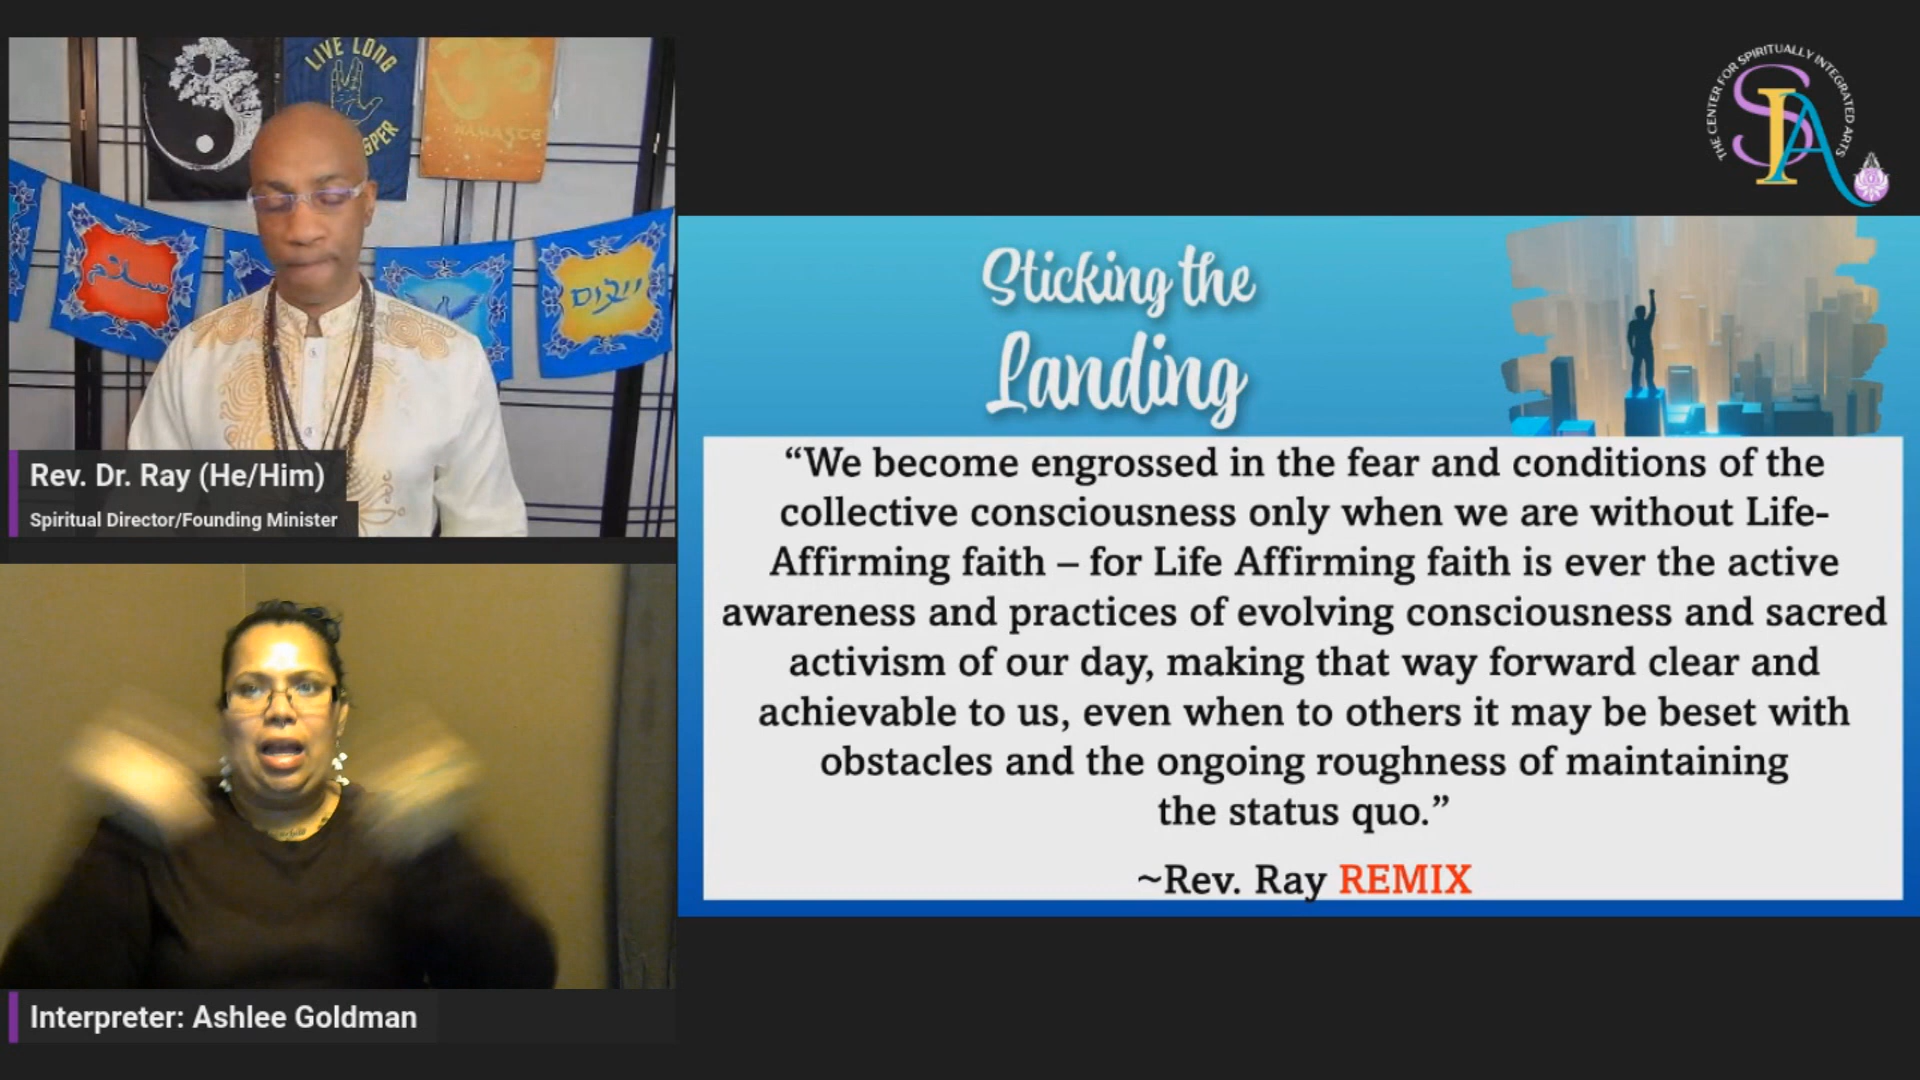 LIVE LONG
SPER
NAMASTE
سلام
Rev. Dr. Ray (He/Him)
Spiritual Director/Founding Minister
Interpreter: Ashlee Goldman
THE CENTER FOR SPIRITUALLY INTEGRATED ARTS
SIA
Sticking the
Landing
“We become engrossed in the fear and conditions of the
collective consciousness only when we are without Life-
Affirming faith – for Life Affirming faith is ever the active
awareness and practices of evolving consciousness and sacred
activism of our day, making that way forward clear and
achievable to us, even when to others it may be beset with
obstacles and the ongoing roughness of maintaining
the status quo.”
~Rev. Ray REMIX